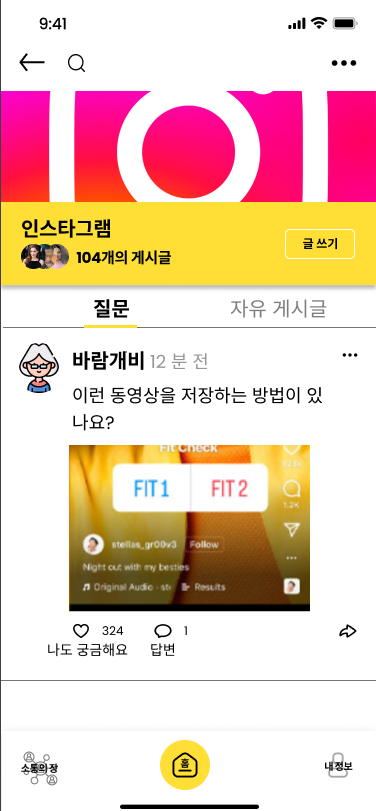 9:41
인스타그램
104개의 게시글
글 쓰기
질문
자유 게시글
바람개비 12 분 전
이런 동영상을 저장하는 방법이 있
나요?
Fit Check
FIT 1
FIT 2
1.2K
stellas_gr00v3 Follow
Night out with my besties
Original Audio · st
Results
324
1
나도 궁금해요
답변
소통의 장
홈
내 정보